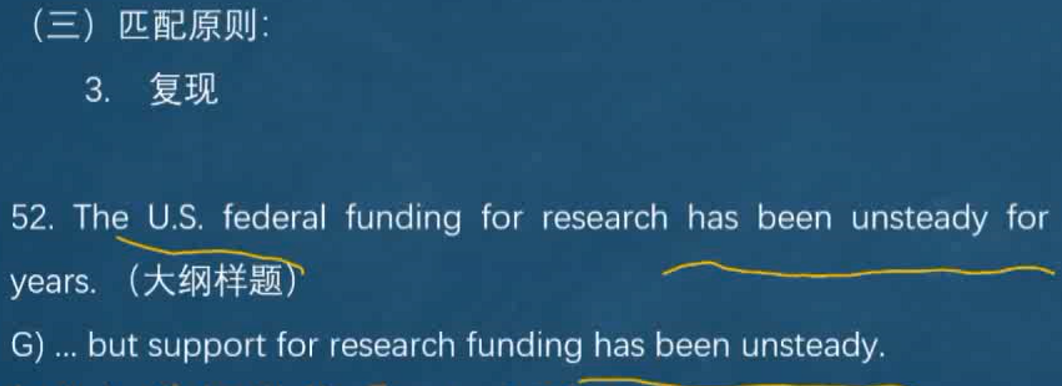 （三）匹配原则：
3. 复现
52. The U.S. federal funding for research has been unsteady for
years. （大纲样题）
G) ... but support for research funding has been unsteady.